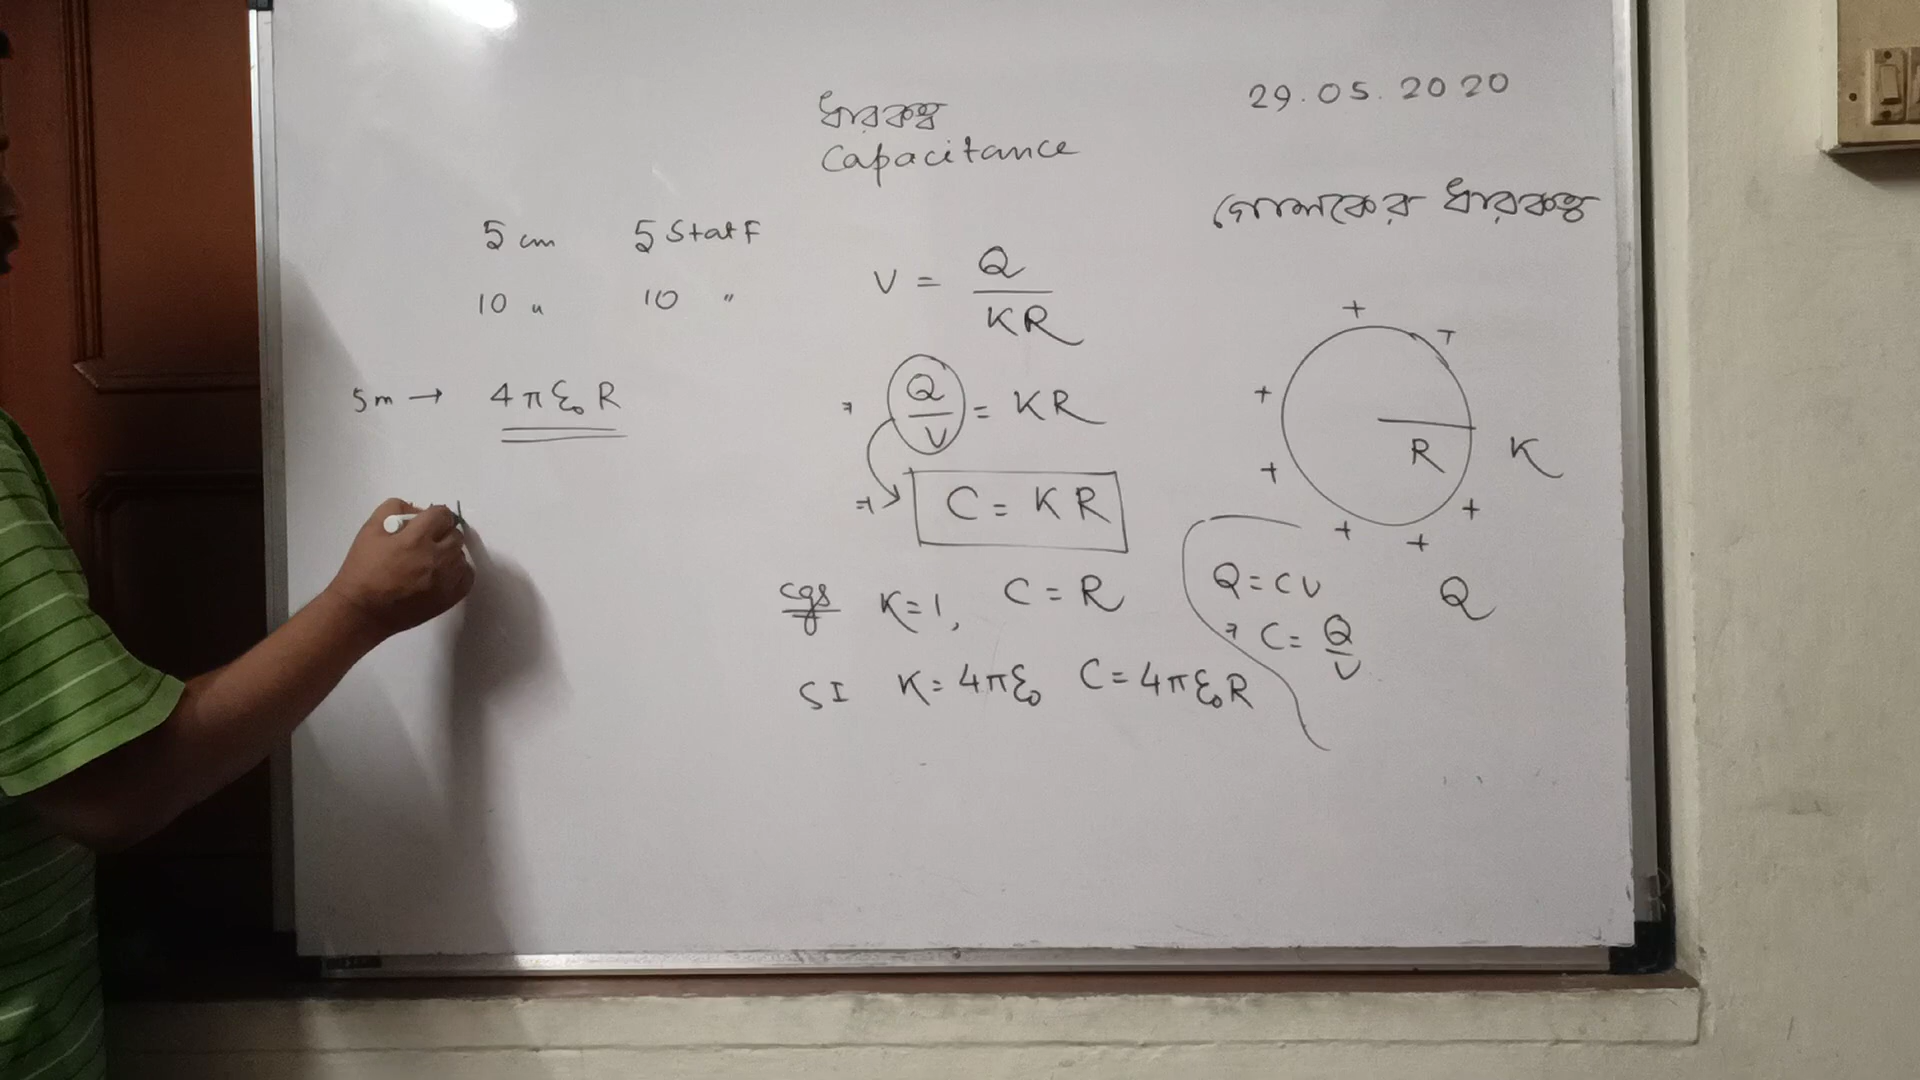 29.05.2020
ধারকত্ব
Capacitance
গোলকের ধারকত্ব
5 cm 5 Stat F
10 " 10 "
5m → 4πε₀R
V = Q / KR
⇒ Q / V = KR
⇒ C = KR
cgs K=1, C=R
SI K=4πε₀ C=4πε₀R
+ +
+
+
+ + +
R K
Q
Q=CV
⇒ C= Q / V